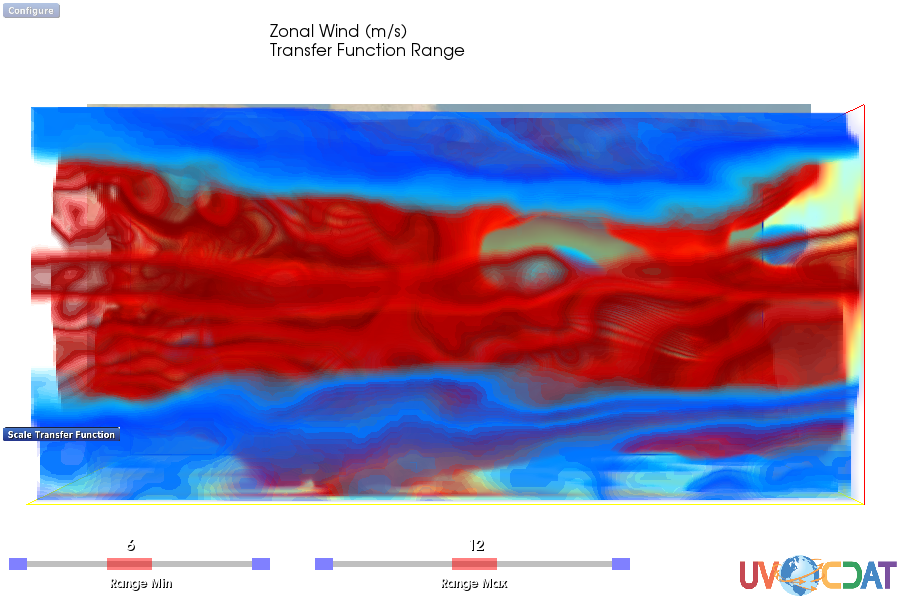 Configure
Zonal Wind (m/s)
Transfer Function Range
Scale Transfer Function
6
12
Range Min
Range Max
UVCDAT